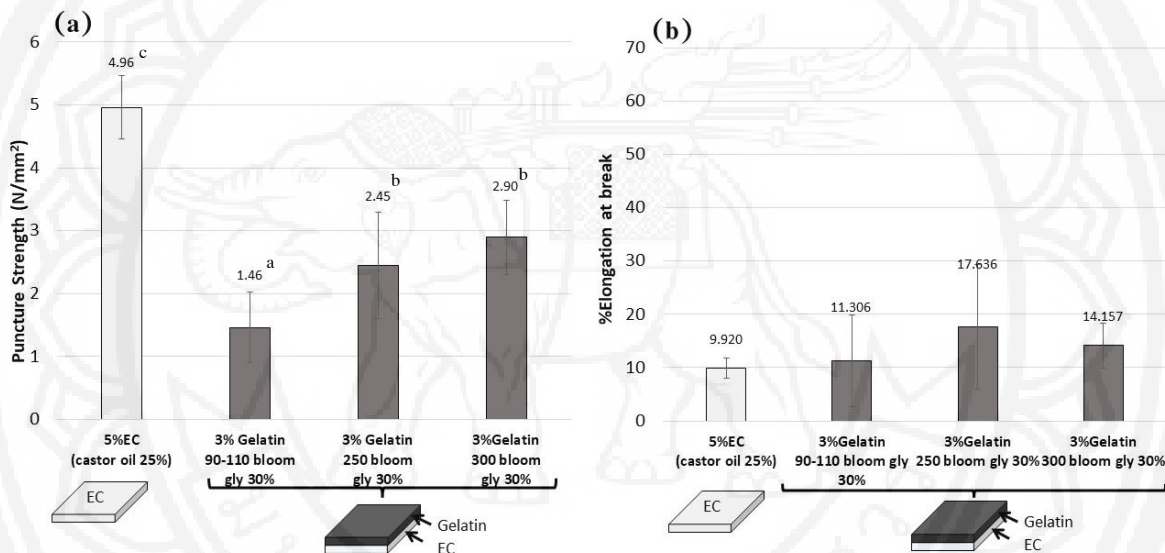 (a)
Puncture Strength (N/mm²)
6
5
4
3
2
1
0
4.96 c
1.46 a
2.45 b
2.90 b
5%EC
(castor oil 25%)
3% Gelatin
90-110 bloom
gly 30%
3% Gelatin
250 bloom
gly 30%
3%Gelatin
300 bloom
gly 30%
EC
Gelatin
EC
(b)
%Elongation at break
70
60
50
40
30
20
10
0
9.920
11.306
17.636
14.157
5%EC
(castor oil 25%)
3%Gelatin
90-110 bloom gly
30%
3%Gelatin
250 bloom gly 30%
3%Gelatin
300 bloom gly 30%
EC
Gelatin
EC